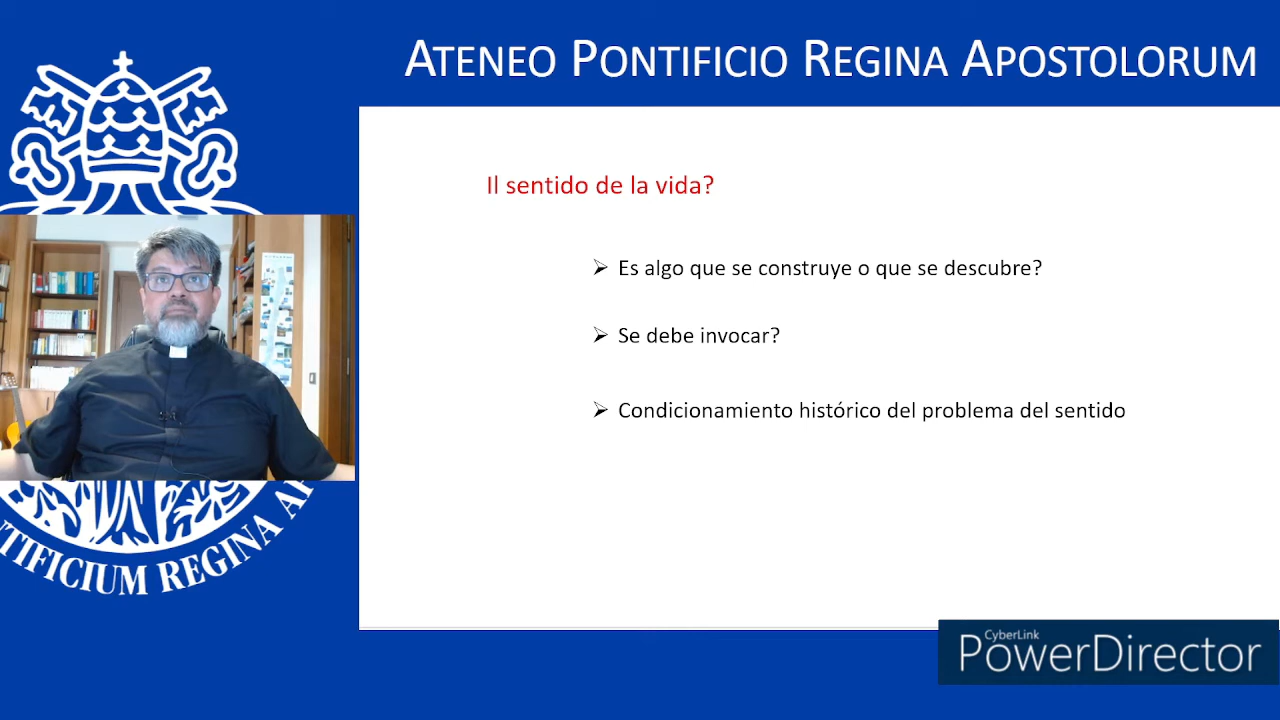 ATENEO PONTIFICIO REGINA APOSTOLORUM
Il sentido de la vida?
➢ Es algo que se construye o que se descubre?
➢ Se debe invocar?
➢ Condicionamiento histórico del problema del sentido
TIFICIUM REGINA AP
CyberLink
PowerDirector